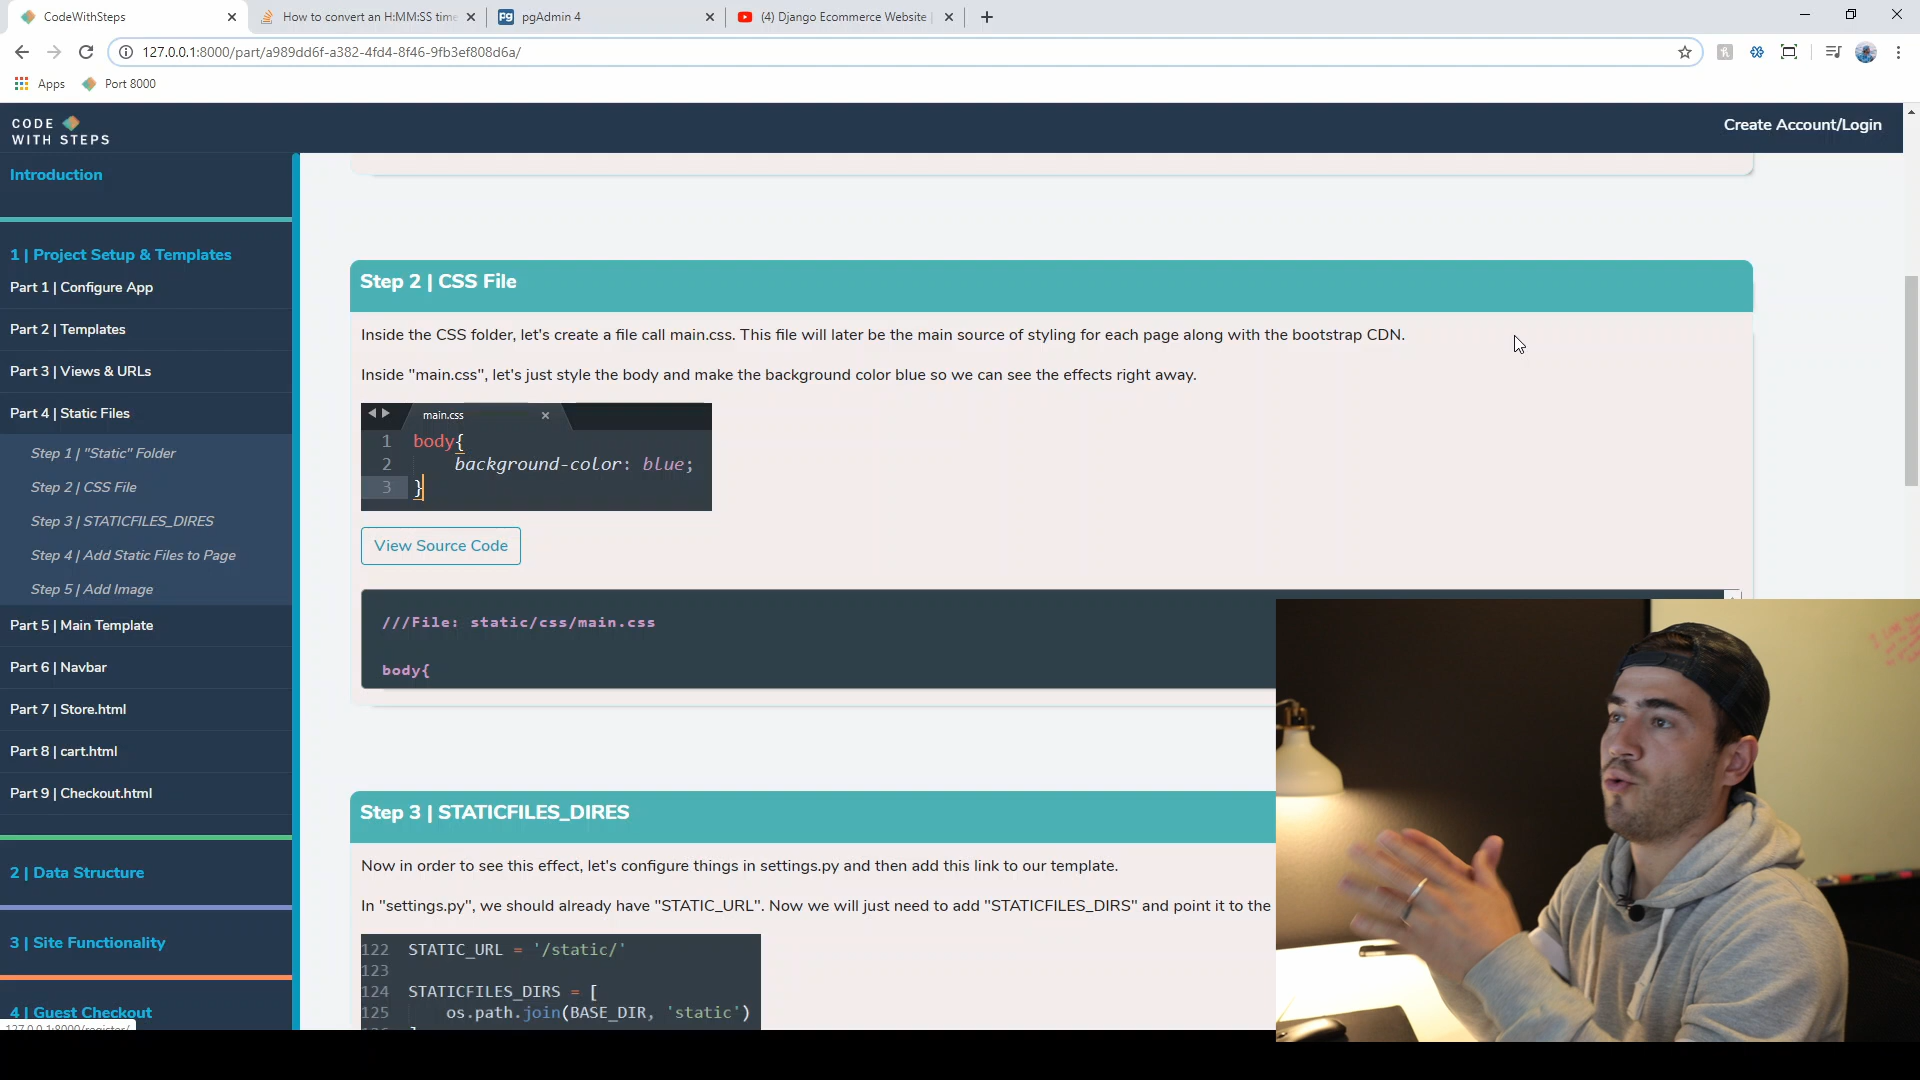 CodeWithSteps
How to convert an H:MM:SS time
pgAdmin 4
(4) Django Ecommerce Website
127.0.0.1:8000/part/a989dd6f-a382-4fd4-8f46-9fb3ef808d6a/
Apps
Port 8000
CODE
WITH STEPS
Create Account/Login
Introduction
1 | Project Setup & Templates
Part 1 | Configure App
Part 2 | Templates
Part 3 | Views & URLs
Part 4 | Static Files
Step 1 | "Static" Folder
Step 2 | CSS File
Step 3 | STATICFILES_DIRES
Step 4 | Add Static Files to Page
Step 5 | Add Image
Part 5 | Main Template
Part 6 | Navbar
Part 7 | Store.html
Part 8 | cart.html
Part 9 | Checkout.html
2 | Data Structure
3 | Site Functionality
4 | Guest Checkout
127.0.0.1:8000/register/
Step 2 | CSS File
Inside the CSS folder, let's create a file call main.css. This file will later be the main source of styling for each page along with the bootstrap CDN.
Inside "main.css", let's just style the body and make the background color blue so we can see the effects right away.
main.css
1 body{
2 background-color: blue;
3 }
View Source Code
///File: static/css/main.css
body{
Step 3 | STATICFILES_DIRES
Now in order to see this effect, let's configure things in settings.py and then add this link to our template.
In "settings.py", we should already have "STATIC_URL". Now we will just need to add "STATICFILES_DIRS" and point it to the
122 STATIC_URL = '/static/'
123
124 STATICFILES_DIRS = [
125 os.path.join(BASE_DIR, 'static')